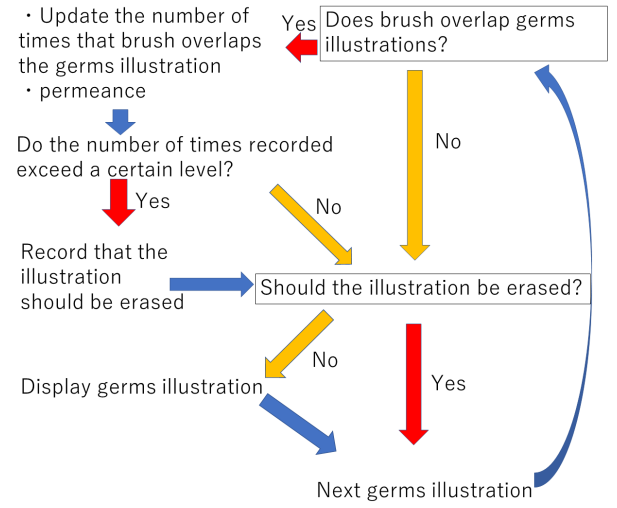 ・Update the number of
times that brush overlaps
the germs illustration
・permeance
Yes
Does brush overlap germs
illustrations?
No
Do the number of times recorded
exceed a certain level?
Yes
No
Record that the
illustration
should be erased
Should the illustration be erased?
No
Yes
Display germs illustration
Next germs illustration